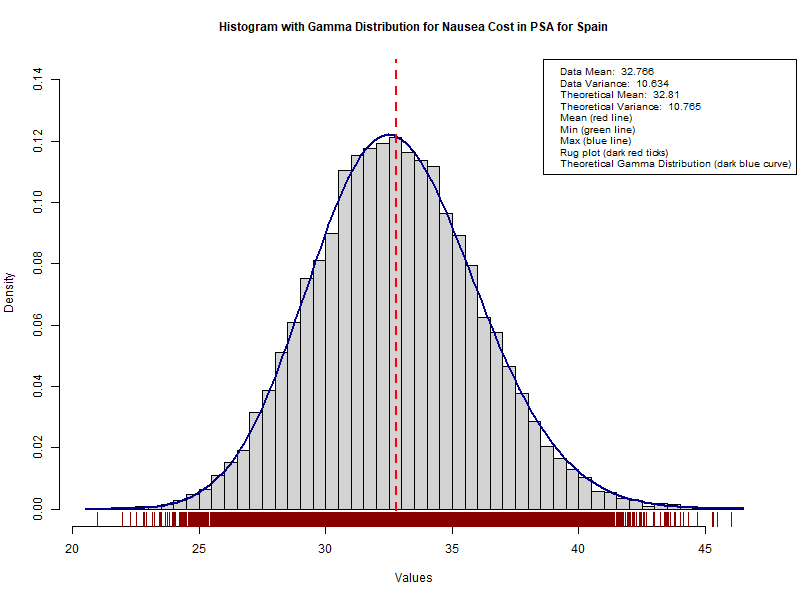 Histogram with Gamma Distribution for Nausea Cost in PSA for Spain
Data Mean: 32.766
Data Variance: 10.634
Theoretical Mean: 32.81
Theoretical Variance: 10.765
Mean (red line)
Min (green line)
Max (blue line)
Rug plot (dark red ticks)
Theoretical Gamma Distribution (dark blue curve)
Density
0.14
0.12
0.10
0.08
0.06
0.04
0.02
0.00
20 25 30 35 40 45
Values